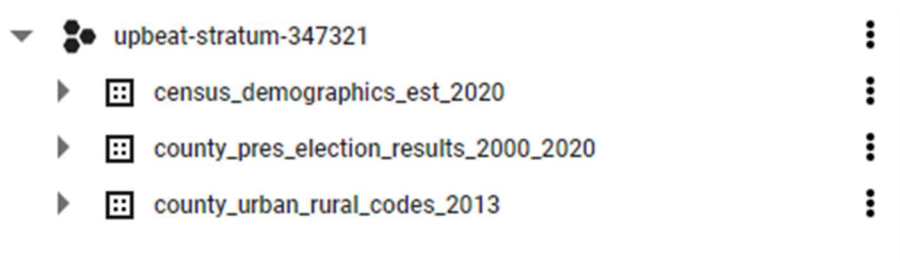 upbeat-stratum-347321
census_demographics_est_2020
county_pres_election_results_2000_2020
county_urban_rural_codes_2013